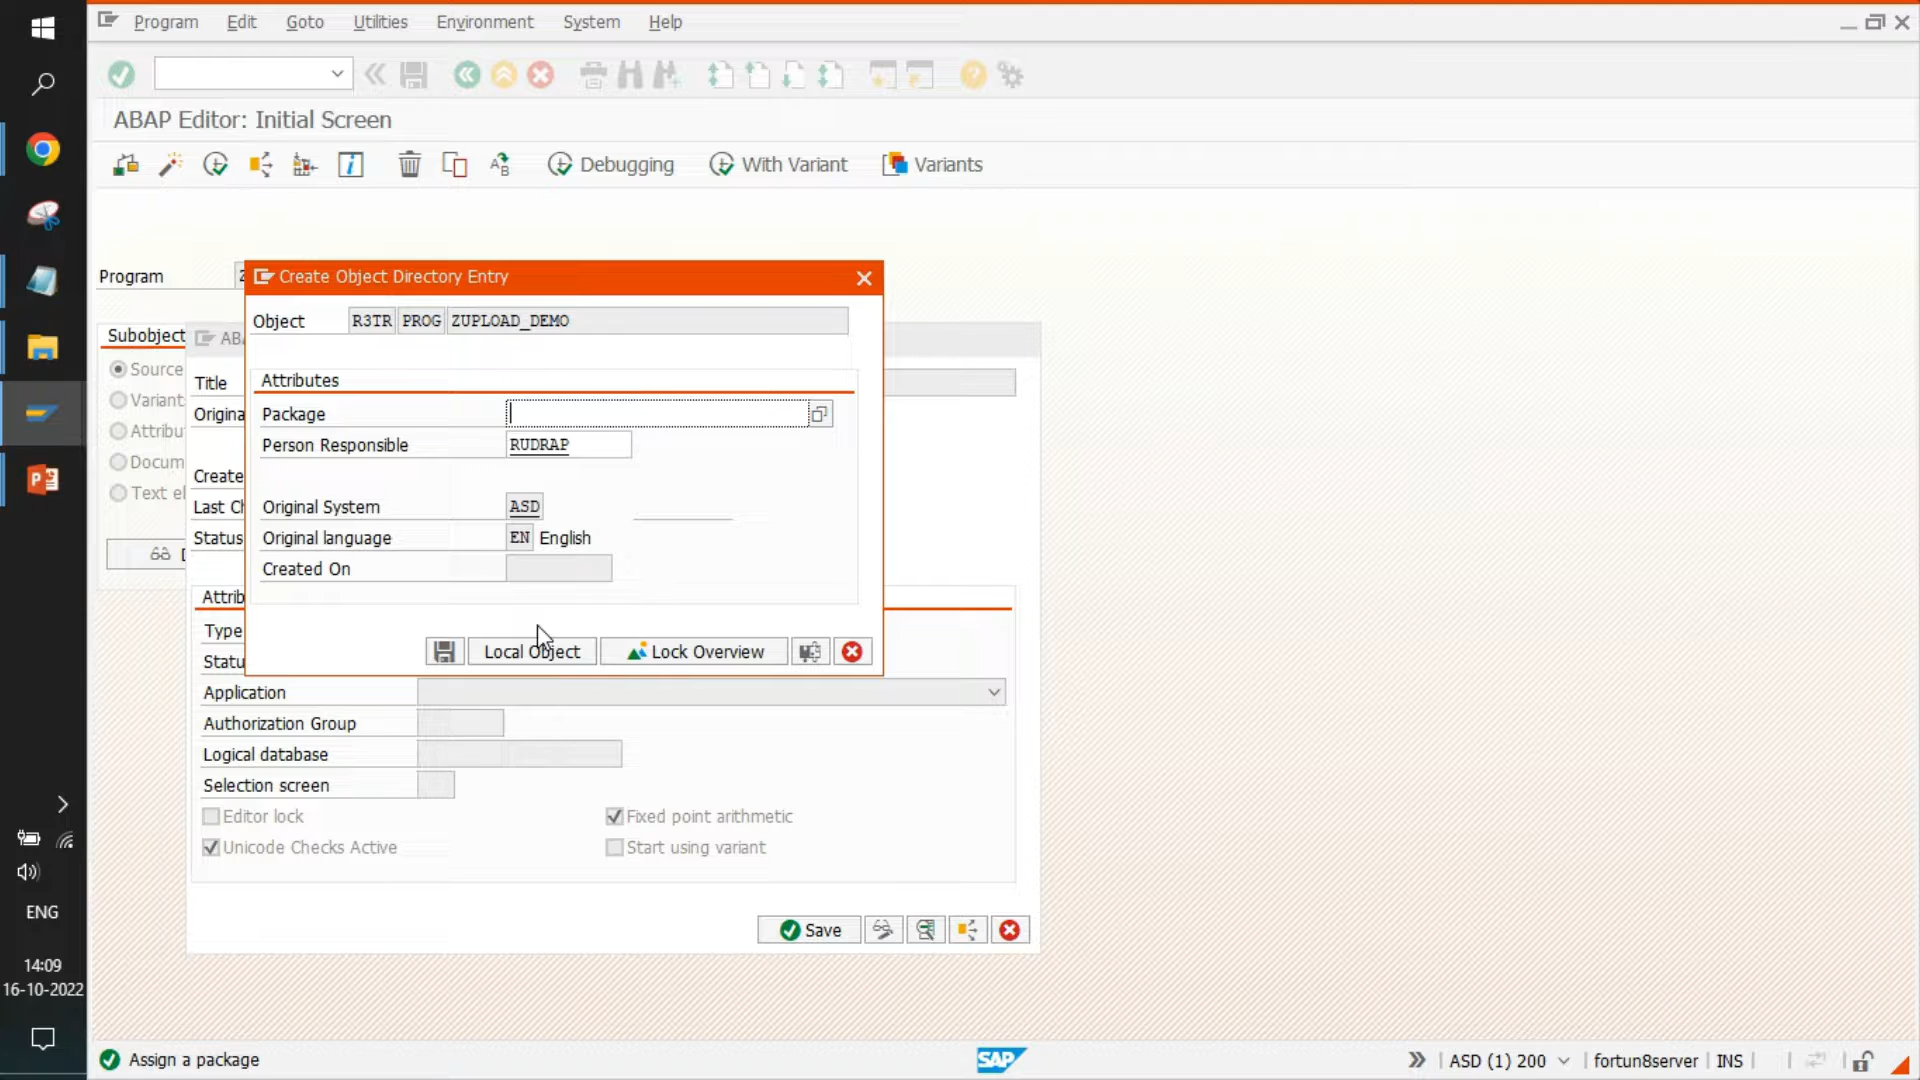 Program Edit Goto Utilities Environment System Help
ABAP Editor: Initial Screen
Debugging With Variant Variants
Program
Create Object Directory Entry
Object R3TR PROG ZUPLOAD_DEMO
Subobject
Attributes
Source
Title
Variant
Origina
Package
Attribu
Person Responsible RUDRAP
Docum
Create
Text el
Last Ch
Original System ASD
Status
Original language EN English
Created On
Attrib
Type
Local Object Lock Overview
Statu
Application
Authorization Group
Logical database
Selection screen
Editor lock Fixed point arithmetic
Unicode Checks Active Start using variant
Save
ENG
14:09
16-10-2022
Assign a package SAP ASD (1) 200 fortun8server INS